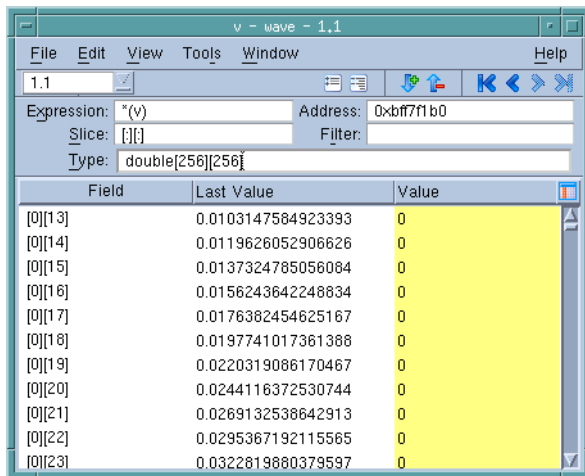 v - wave - 1.1
File Edit View Tools Window Help
1.1
Expression: *(v) Address: 0xbff7f1b0
Slice: [:][:] Filter:
Type: double[256][256]
Field Last Value Value
[0][13] 0.0103147584923393 0
[0][14] 0.0119626052906626 0
[0][15] 0.0137324785056084 0
[0][16] 0.01562436422 48834 0
[0][17] 0.0176382454625167 0
[0][18] 0.0197741017361388 0
[0][19] 0.0220319086170467 0
[0][20] 0.0244116372530744 0
[0][21] 0.0269132538642913 0
[0][22] 0.0295367192115565 0
[0][23] 0.0322819880379597 0